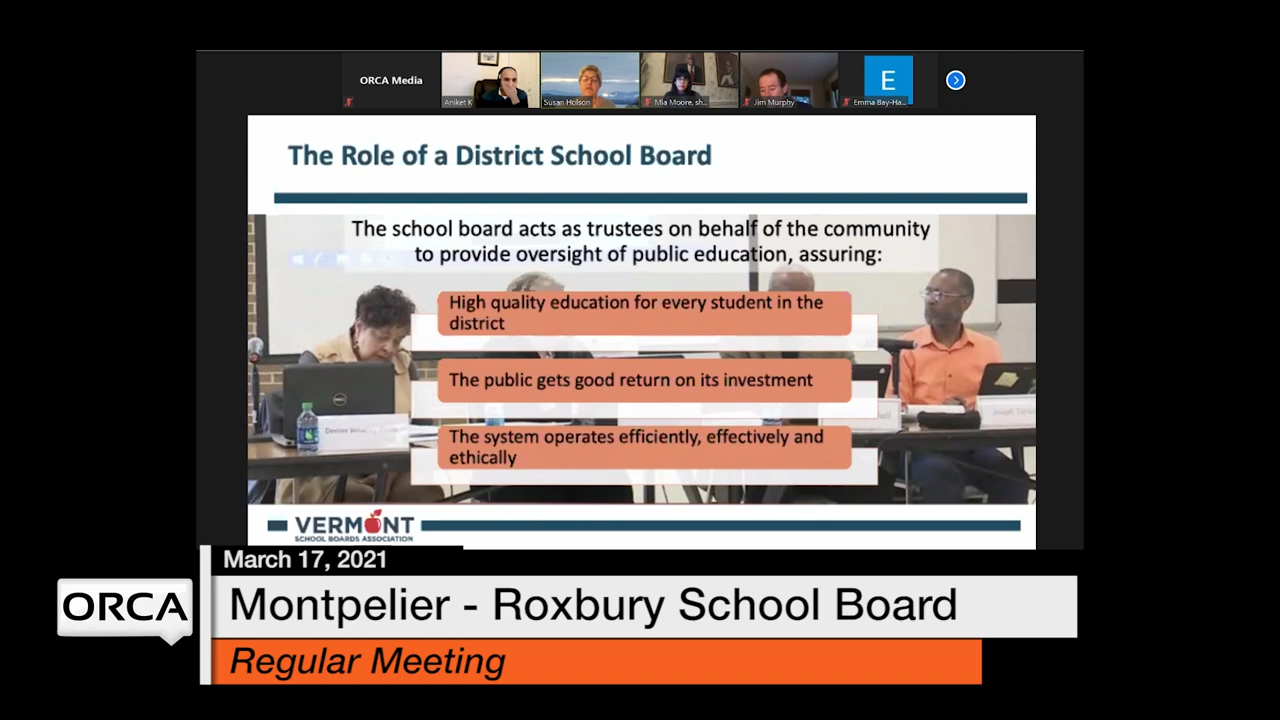 ORCA Media
Aniket K
Susan Holson
Mia Moore, sh...
Jim Murphy
E
Emma Bay-Ha...
The Role of a District School Board
The school board acts as trustees on behalf of the community
to provide oversight of public education, assuring:
High quality education for every student in the
district
The public gets good return on its investment
The system operates efficiently, effectively and
ethically
DELL
VERMONT
SCHOOL BOARDS ASSOCIATION
March 17, 2021
ORCA
Montpelier - Roxbury School Board
Regular Meeting